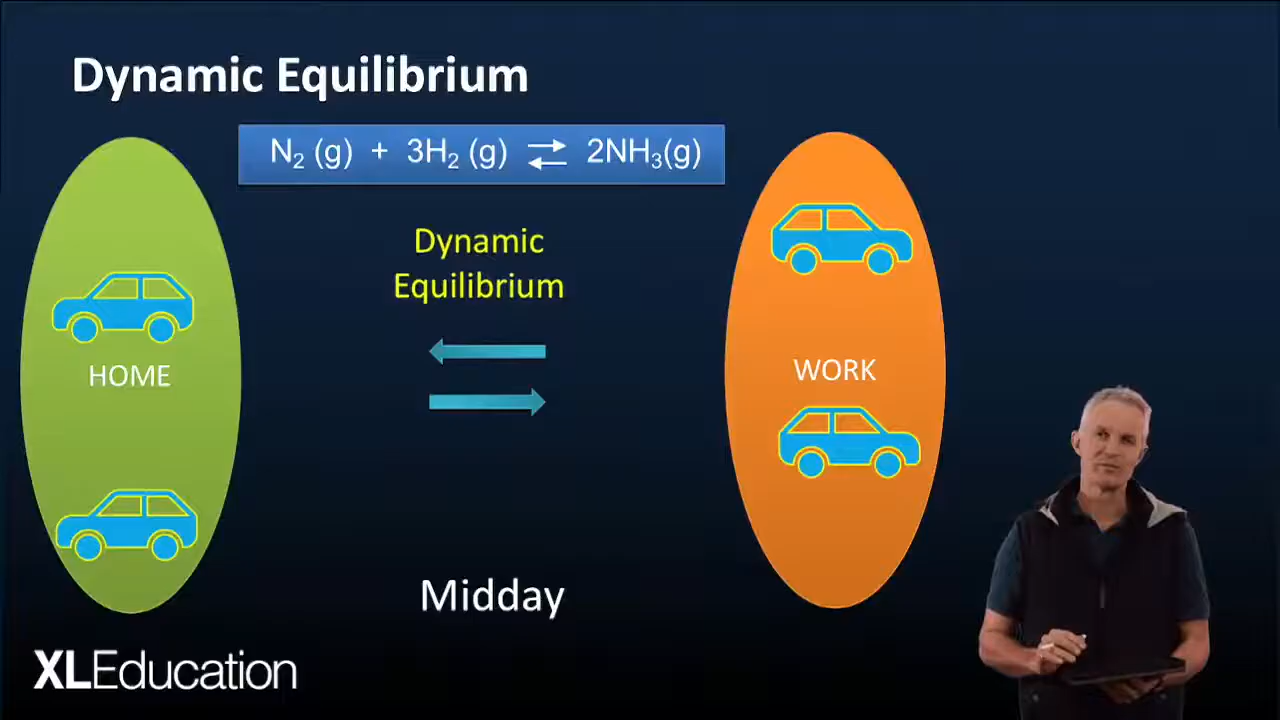 Dynamic Equilibrium
N₂ (g) + 3H₂ (g) ⇌ 2NH₃(g)
Dynamic
Equilibrium
HOME
WORK
Midday
XLEducation